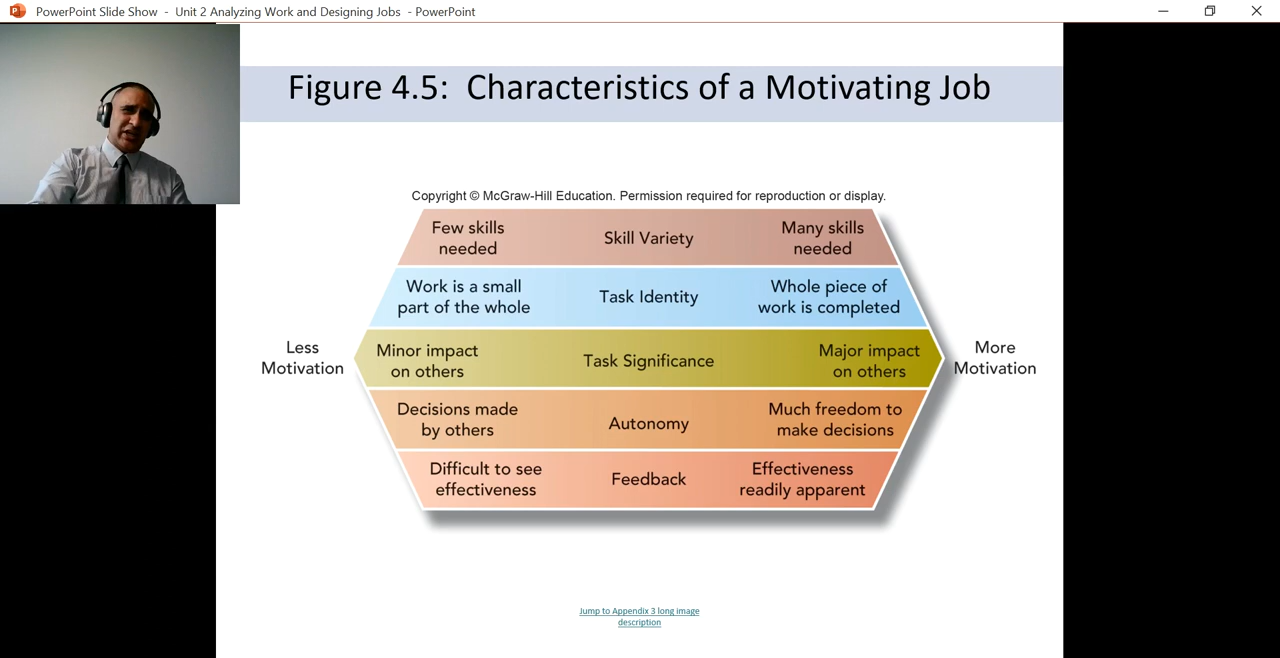 PowerPoint Slide Show - Unit 2 Analyzing Work and Designing Jobs - PowerPoint
Figure 4.5: Characteristics of a Motivating Job
Copyright © McGraw-Hill Education. Permission required for reproduction or display.
Few skills
needed
Skill Variety
Many skills
needed
Work is a small
part of the whole
Task Identity
Whole piece of
work is completed
Less
Motivation
Minor impact
on others
Task Significance
Major impact
on others
More
Motivation
Decisions made
by others
Autonomy
Much freedom to
make decisions
Difficult to see
effectiveness
Feedback
Effectiveness
readily apparent
Jump to Appendix 3 long image
description